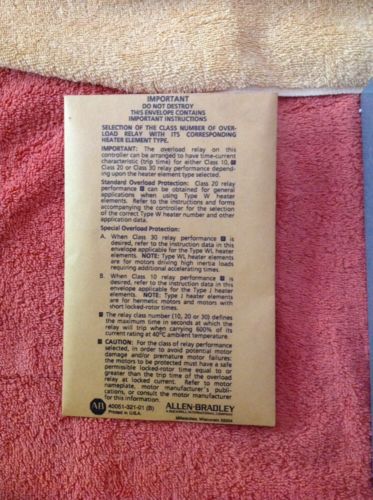 IMPORTANT
DO NOT DESTROY
THIS ENVELOPE CONTAINS
IMPORTANT INSTRUCTIONS
SELECTION OF THE CLASS NUMBER OF OVER-
LOAD RELAY WITH ITS CORRESPONDING
HEATER ELEMENT TYPE.
IMPORTANT: The overload relay on this
controller can be arranged to have time-current
characteristic (trip time) for either Class 10,
Class 20 or Class 30 relay performance depend-
ing upon the heater element type selected.
Standard Overload Protection: Class 20 relay
performance can be obtained for general
applications when using Type W heater
elements. Refer to the instructions and forms
accompanying the controller for the selection
of the correct Type W heater number and other
application data.
Special Overload Protection:
A. When Class 30 relay performance is
desired, refer to the instruction data in this
envelope applicable for the Type WL heater
elements. NOTE: Type WL heater elements
are for motors driving high inertia loads
requiring additional accelerating times.
B. When Class 10 relay performance is
desired, refer to the instruction data in this
envelope applicable for the Type J heater
elements. NOTE: Type J heater elements
are for hermetic motors and motors with
short locked-rotor times.
The relay class number (10, 20 or 30) defines
the maximum time in seconds at which the
relay will trip when carrying 600% of its
current rating at 40°C ambient temperature.
CAUTION: For the class of relay performance
selected, in order to avoid potential motor
damage and/or premature motor failures:
the motors to be protected must have a safe
permissible locked-rotor time equal to or
greater than the trip time of the overload
relay at locked current. Refer to motor
nameplate, motor manufacturer's publi-
cations, or consult the motor manufacturer
for this information.
AB 40051-321-01 (B) ALLEN-BRADLEY
Printed in U.S.A. A ROCKWELL INTERNATIONAL COMPANY
Milwaukee, Wisconsin 53204